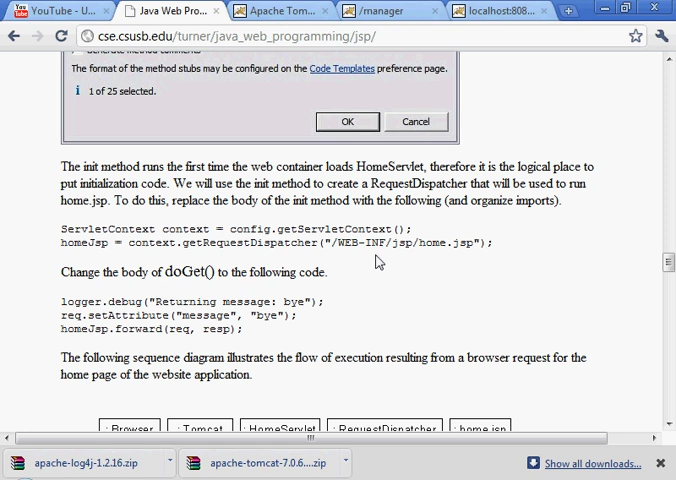 You Tube
YouTube - U...
Java Web Pro...
Apache Tom...
/manager
localhost:808...
cse.csusb.edu/turner/java_web_programming/jsp/
The format of the method stubs may be configured on the Code Templates preference page.
1 of 25 selected.
OK
Cancel
The init method runs the first time the web container loads HomeServlet, therefore it is the logical place to
put initialization code. We will use the init method to create a RequestDispatcher that will be used to run
home.jsp. To do this, replace the body of the init method with the following (and organize imports).
ServletContext context = config.getServletContext();
homeJsp = context.getRequestDispatcher("/WEB-INF/jsp/home.jsp");
Change the body of doGet() to the following code.
logger.debug("Returning message: bye");
req.setAttribute("message", "bye");
homeJsp.forward(req, resp);
The following sequence diagram illustrates the flow of execution resulting from a browser request for the
home page of the website application.
: Browser
: Tomcat
: HomeServlet
: RequestDispatcher
: home.jsp
apache-log4j-1.2.16.zip
apache-tomcat-7.0.6....zip
Show all downloads...